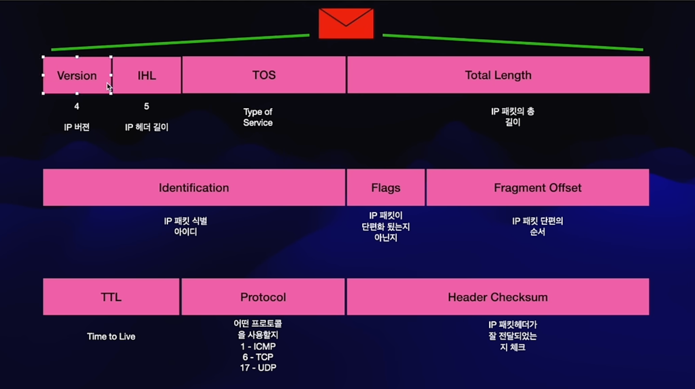 Version
IHL
TOS
Total Length
4
5
Type of
Service
IP 패킷의 총
길이
IP 버젼
IP 헤더 길이
Identification
Flags
Fragment Offset
IP 패킷 식별
아이디
IP 패킷이
단편화 됬는지
아닌지
IP 패킷 단편의
순서
TTL
Protocol
Header Checksum
Time to Live
어떤 프로토콜
을 사용할지
1 - ICMP
6 - TCP
17 - UDP
IP 패킷헤더가
잘 전달되었는
지 체크